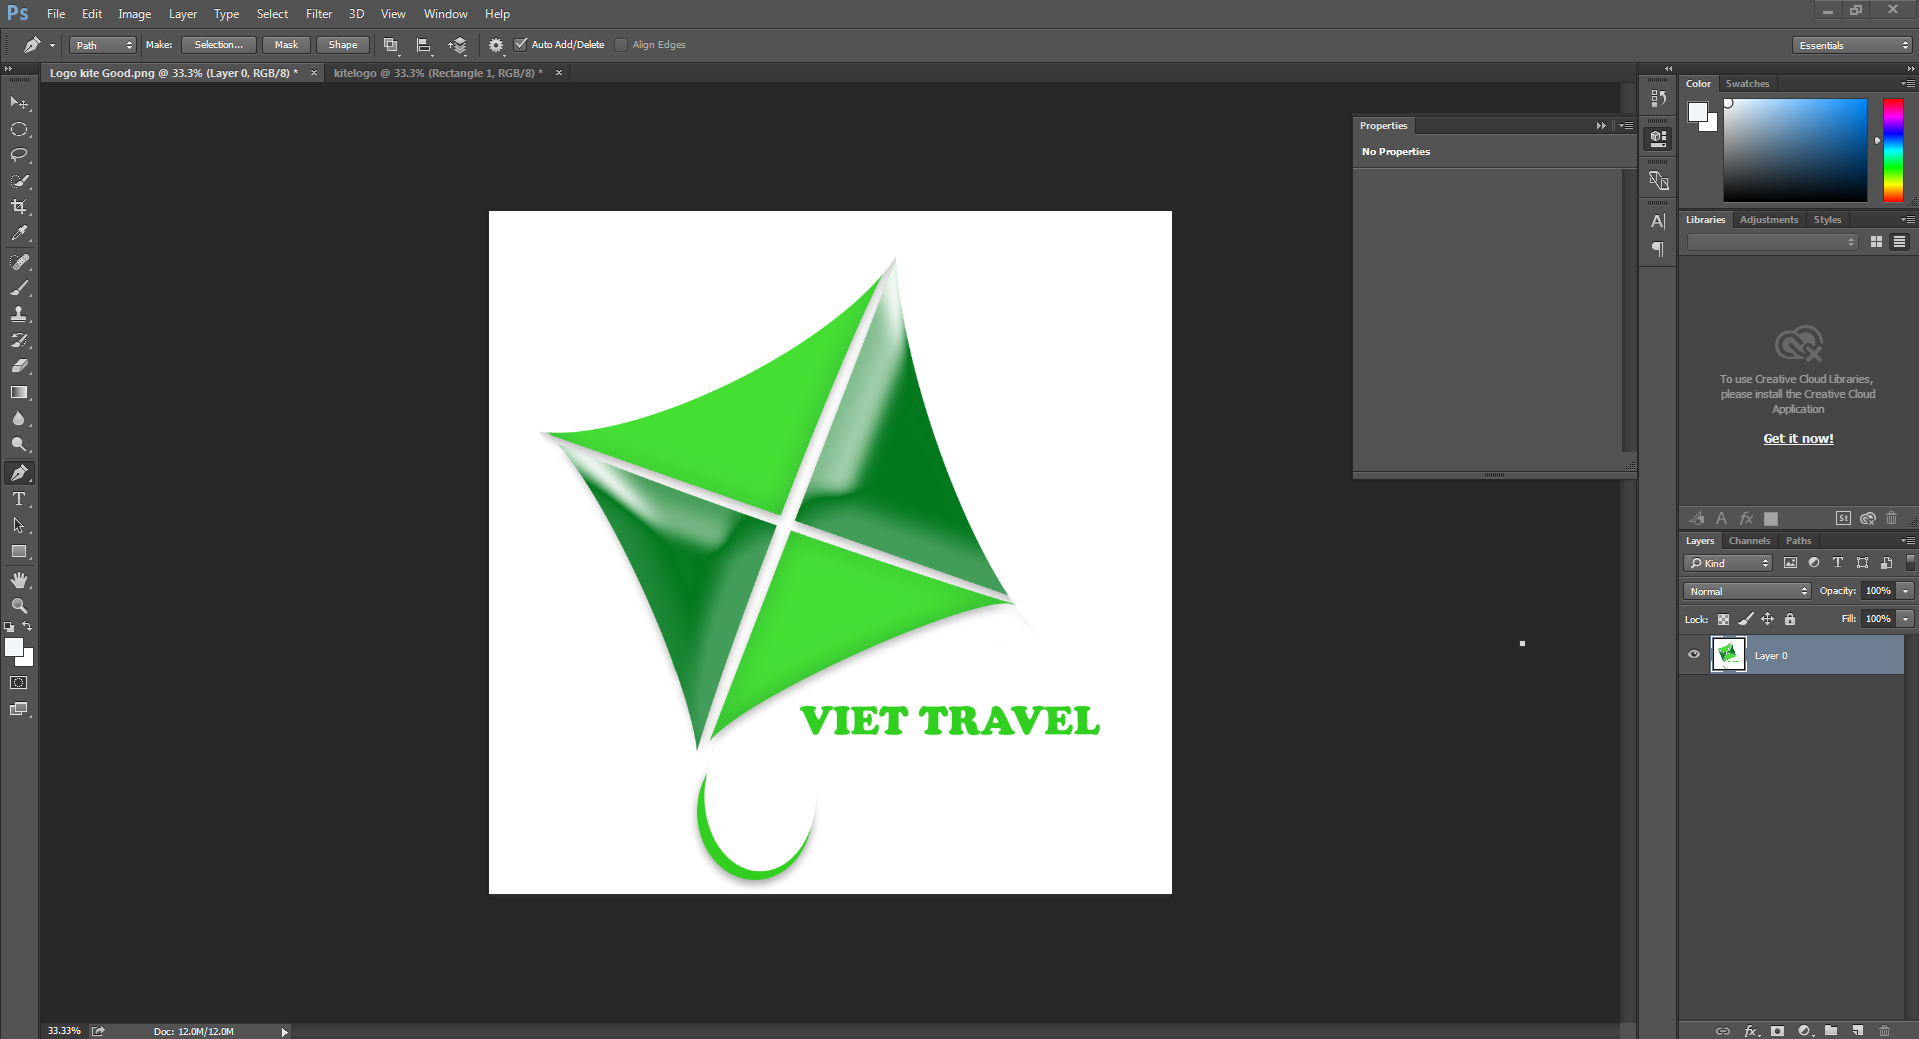 Ps File Edit Image Layer Type Select Filter 3D View Window Help
Path Make: Selection... Mask Shape Auto Add/Delete Align Edges Essentials
Logo kite Good.png @ 33.3% (Layer 0, RGB/8) * × kitelogo @ 33.3% (Rectangle 1, RGB/8) * ×
Color Swatches
Properties
No Properties
Libraries Adjustments Styles
To use Creative Cloud Libraries,
please install the Creative Cloud
Application
Get it now!
St
Layers Channels Paths
Kind
Normal Opacity: 100%
Lock: Fill: 100%
Layer 0
VIET TRAVEL
33.33% Doc: 12.0M/12.0M